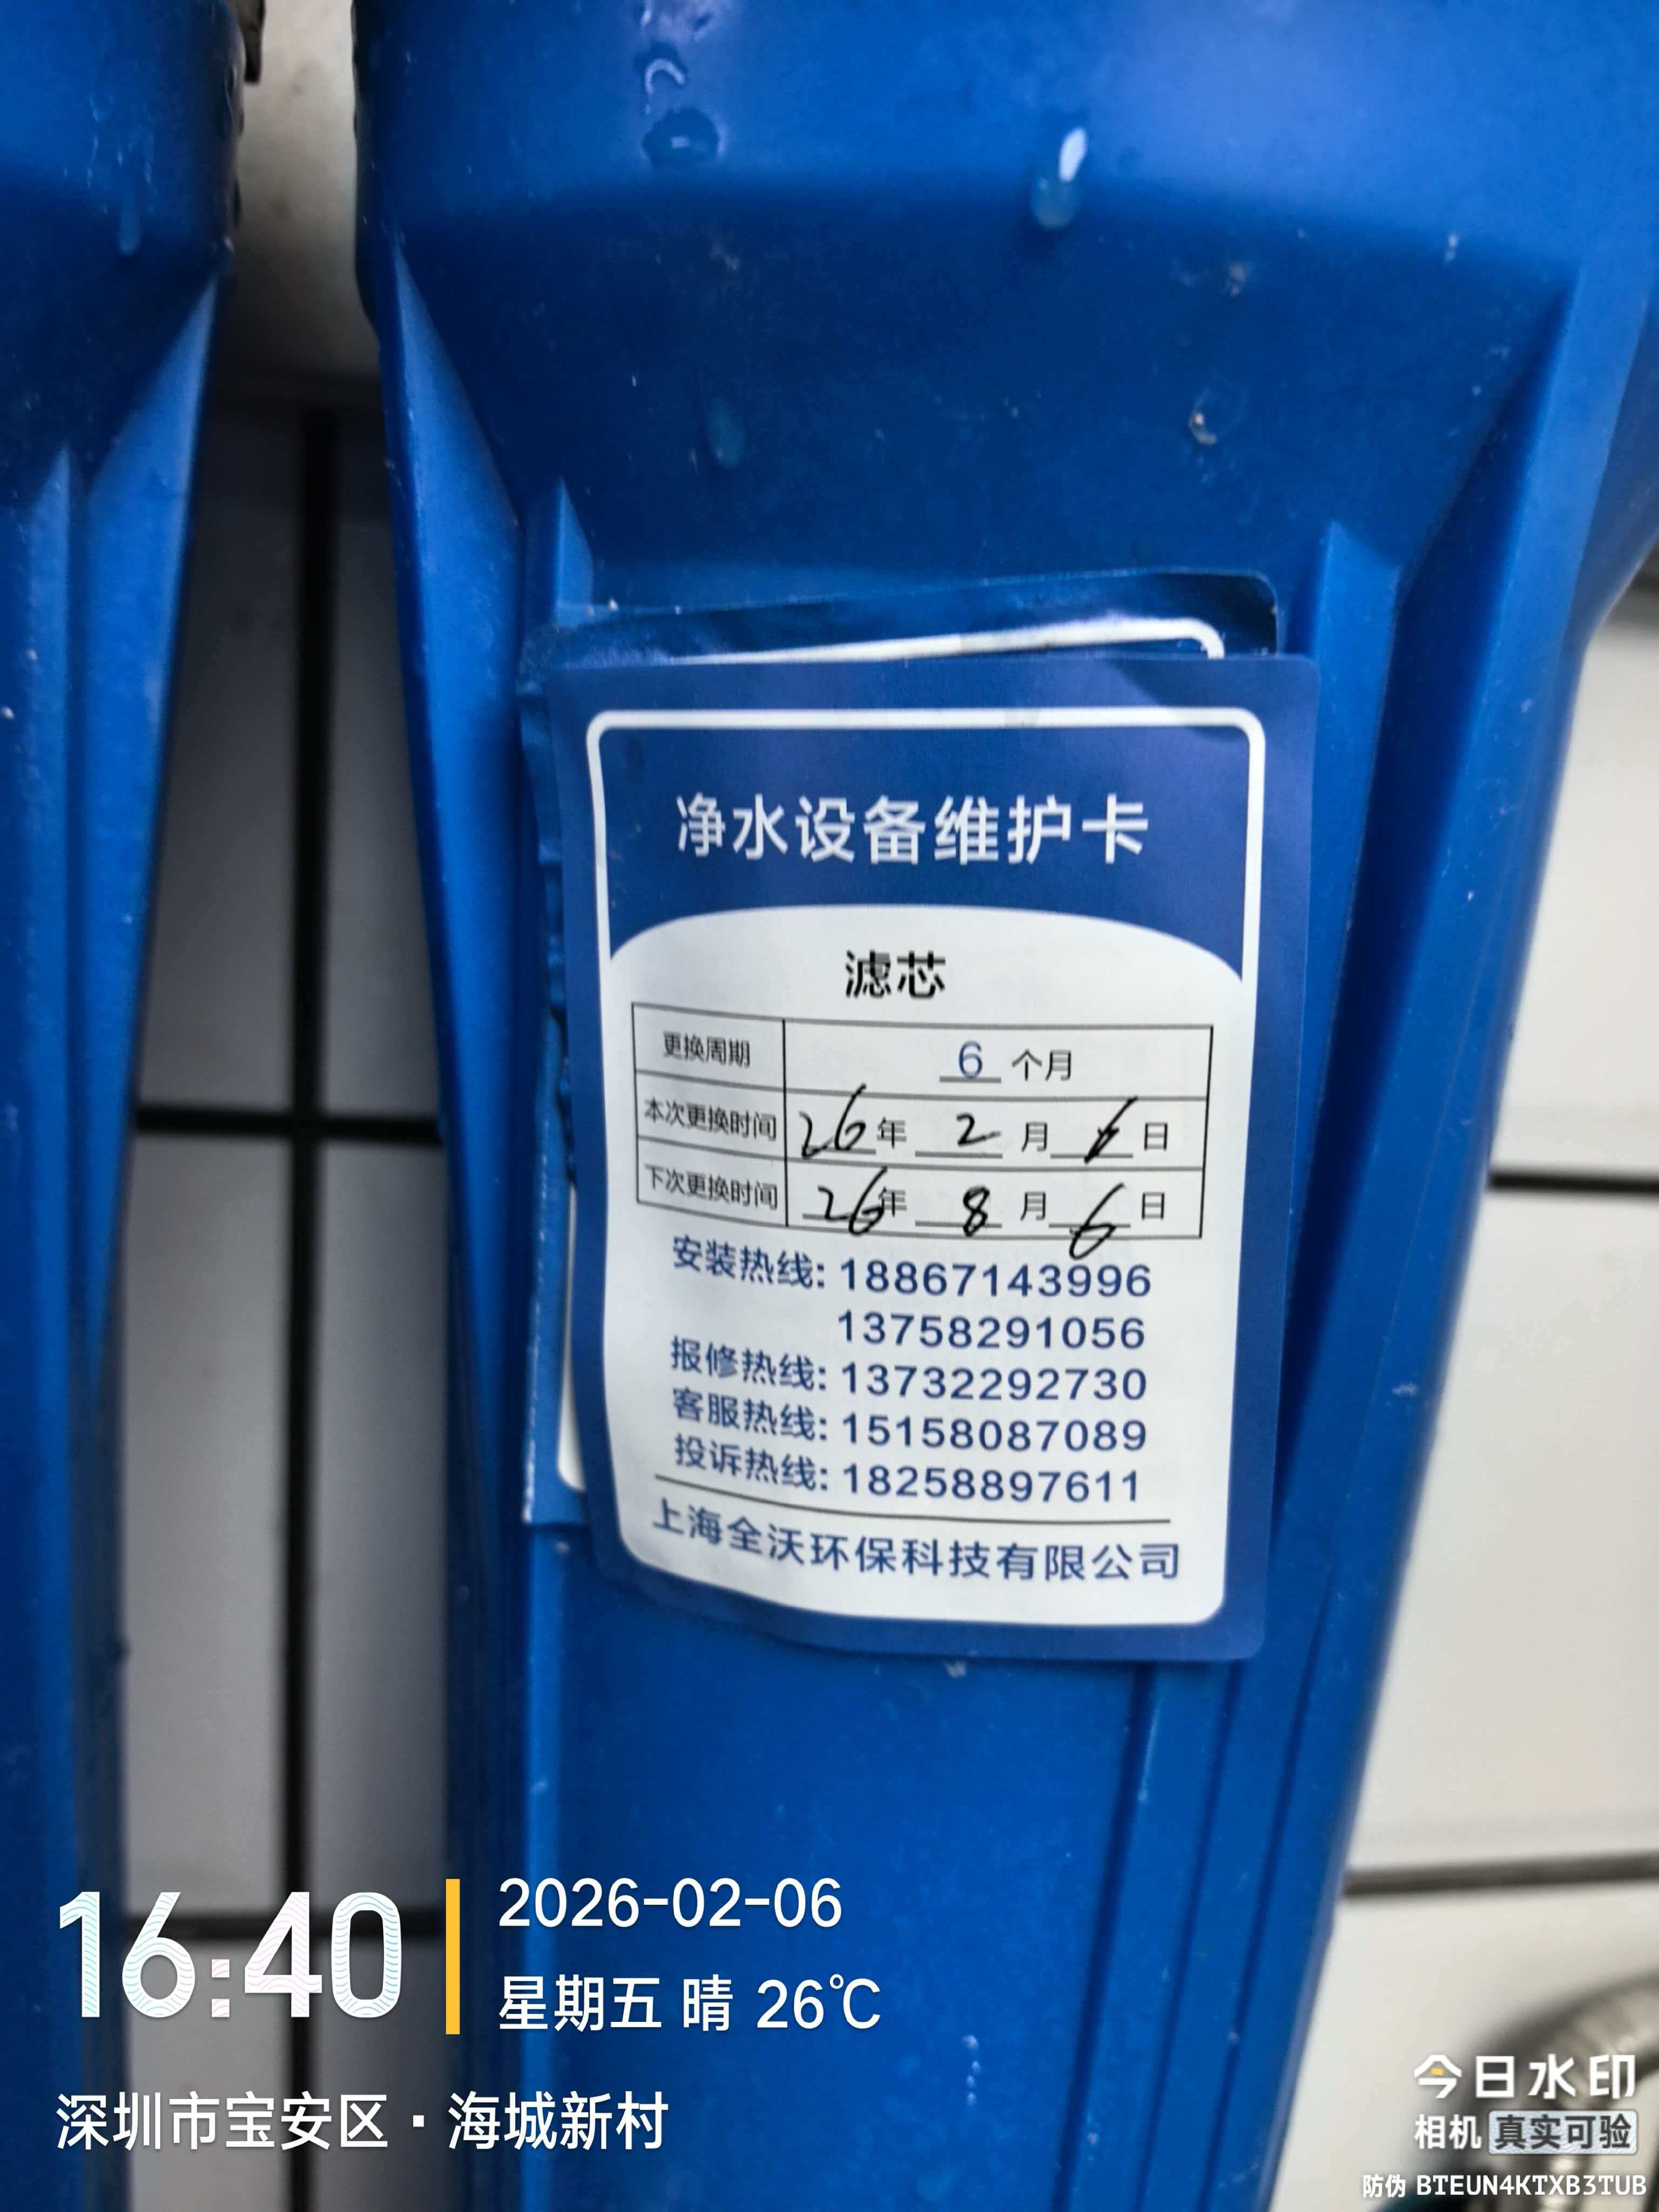 净水设备维护卡
滤芯
更换周期 6 个月
本次更换时间 26年 2 月 6 日
下次更换时间 26年 8 月 6 日
安装热线: 18867143996
13758291056
报修热线: 13732292730
客服热线: 15158087089
投诉热线: 18258897611
上海全沃环保科技有限公司
16:40
2026-02-06
星期五 晴 26℃
深圳市宝安区·海城新村
今日水印
相机 真实可验
防伪 BTEUN4KTXB3TUB